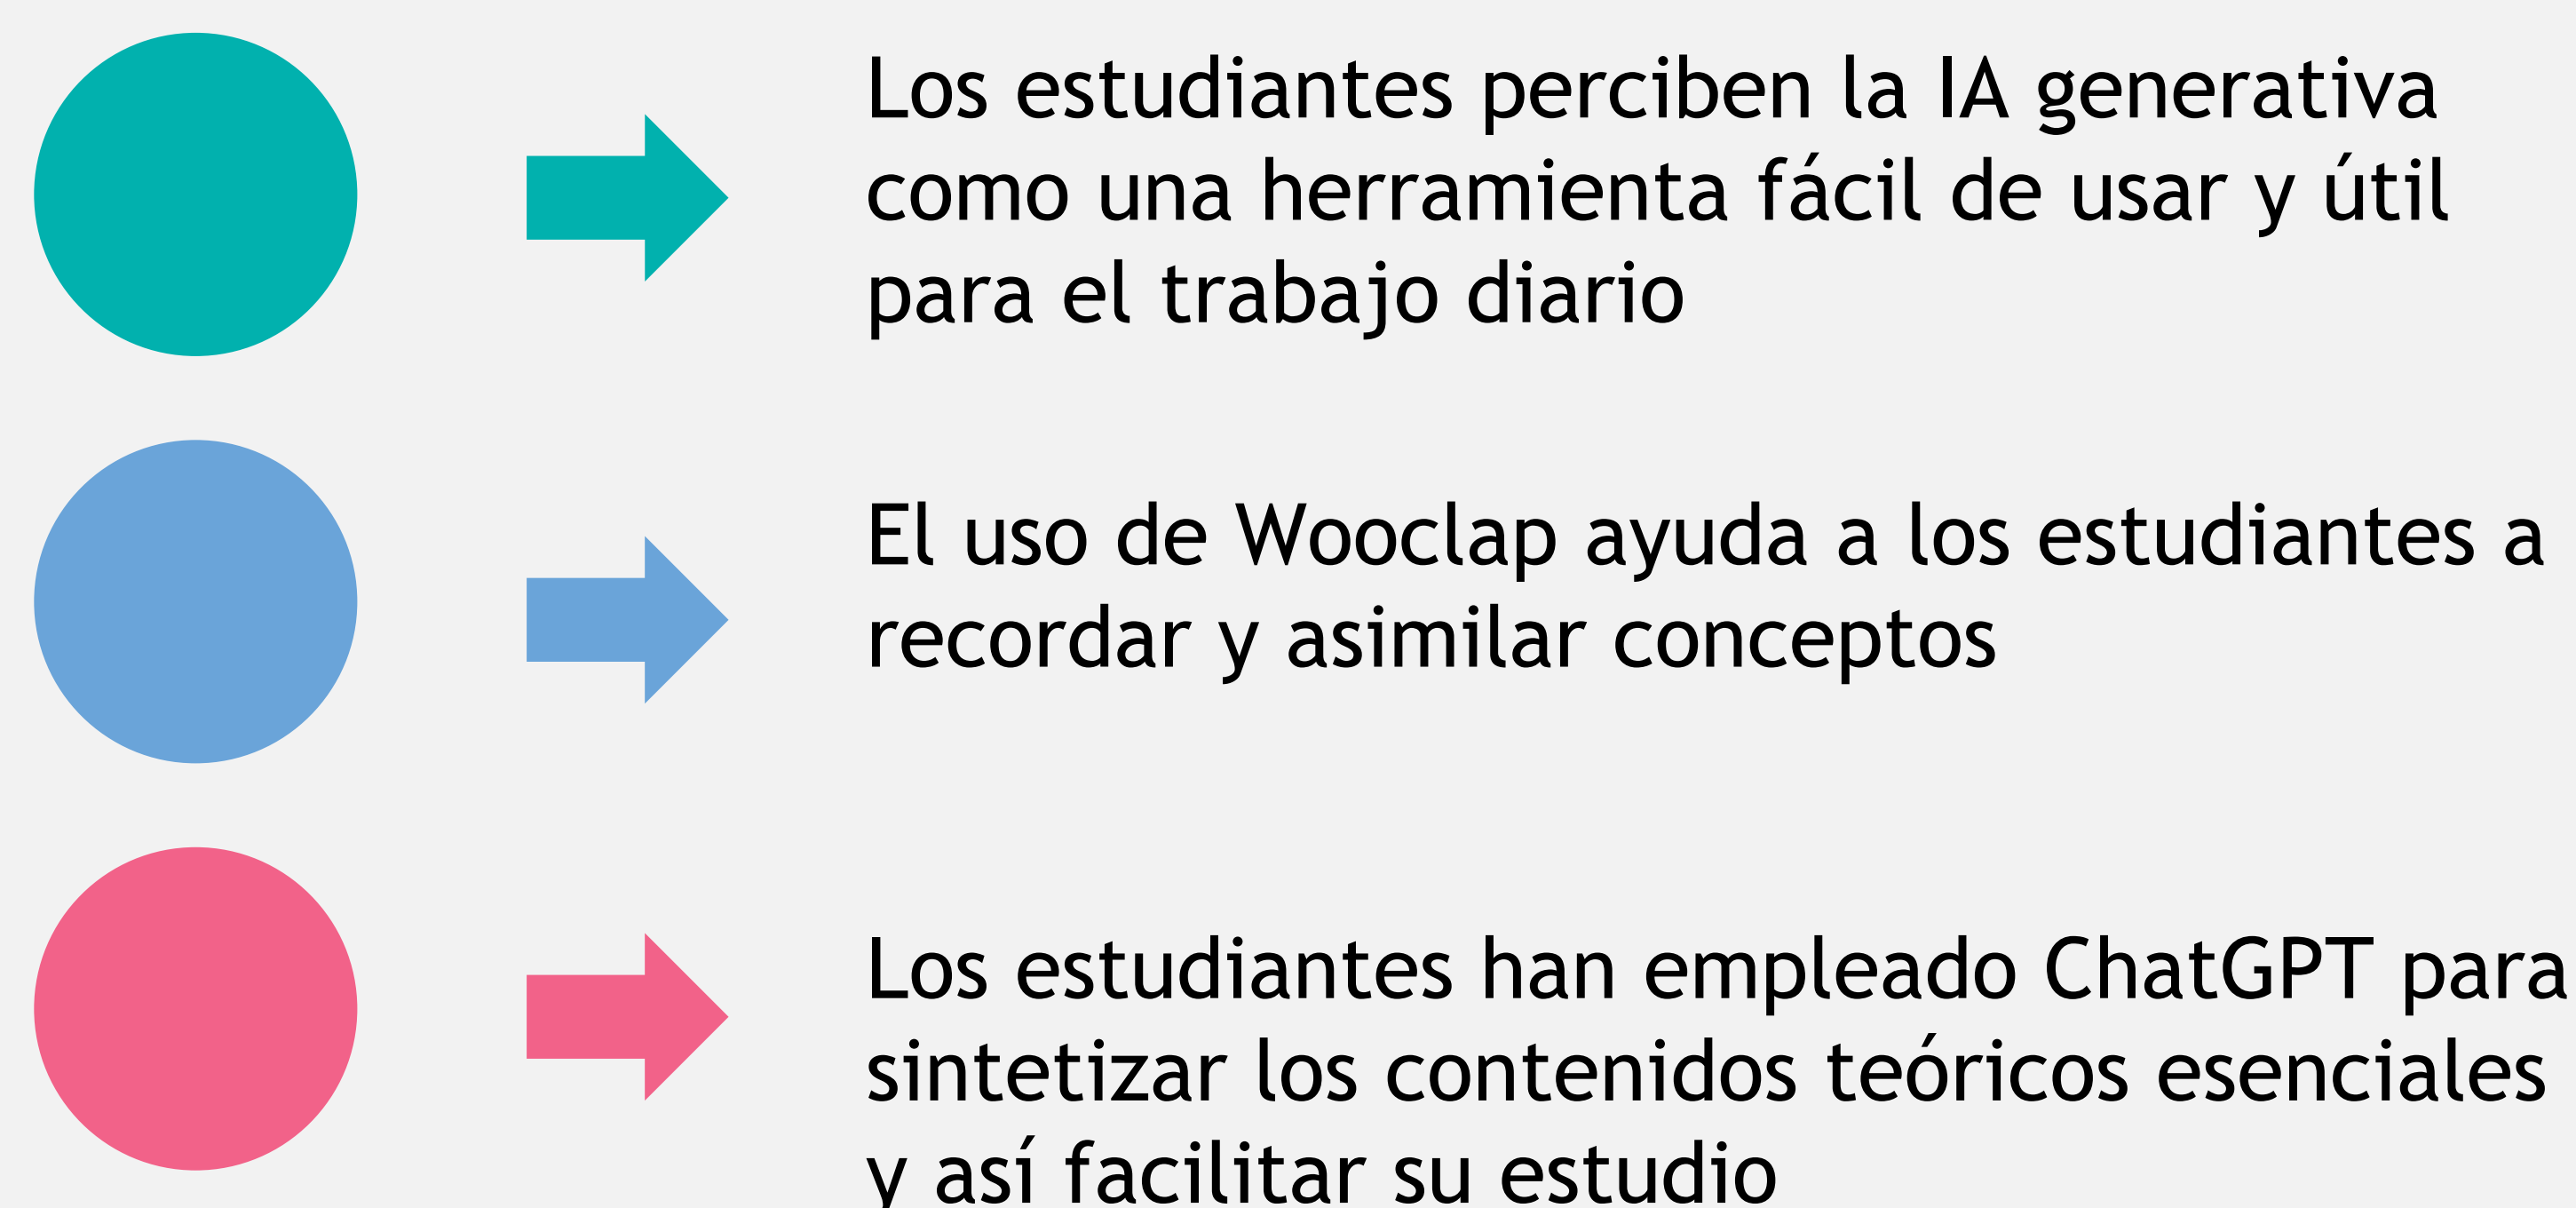 Los estudiantes perciben la IA generativa
como una herramienta fácil de usar y útil
para el trabajo diario
El uso de Wooclap ayuda a los estudiantes a
recordar y asimilar conceptos
Los estudiantes han empleado ChatGPT para
sintetizar los contenidos teóricos esenciales
y así facilitar su estudio